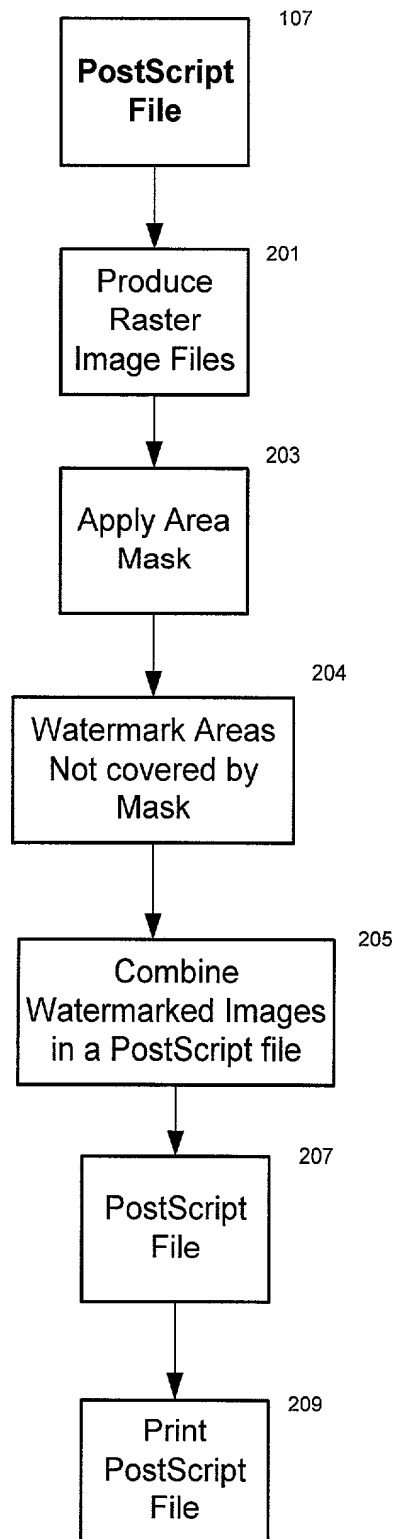 107
PostScript
File
201
Produce
Raster
Image Files
203
Apply Area
Mask
204
Watermark Areas
Not covered by
Mask
205
Combine
Watermarked Images
in a PostScript file
207
PostScript
File
209
Print
PostScript
File